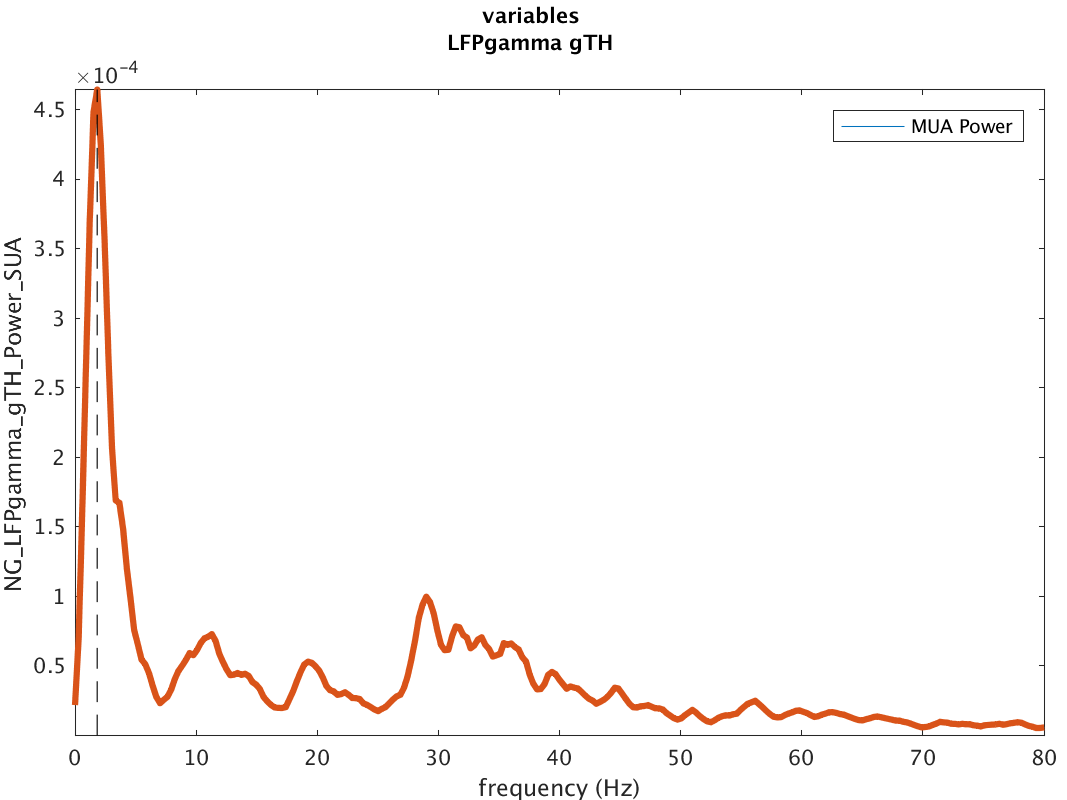 variables
LFPgamma gTH
×10⁻⁴
MUA Power
4.5
4
3.5
3
2.5
2
1.5
1
0.5
NG_LFPgamma_gTH_Power_SUA
0 10 20 30 40 50 60 70 80
frequency (Hz)